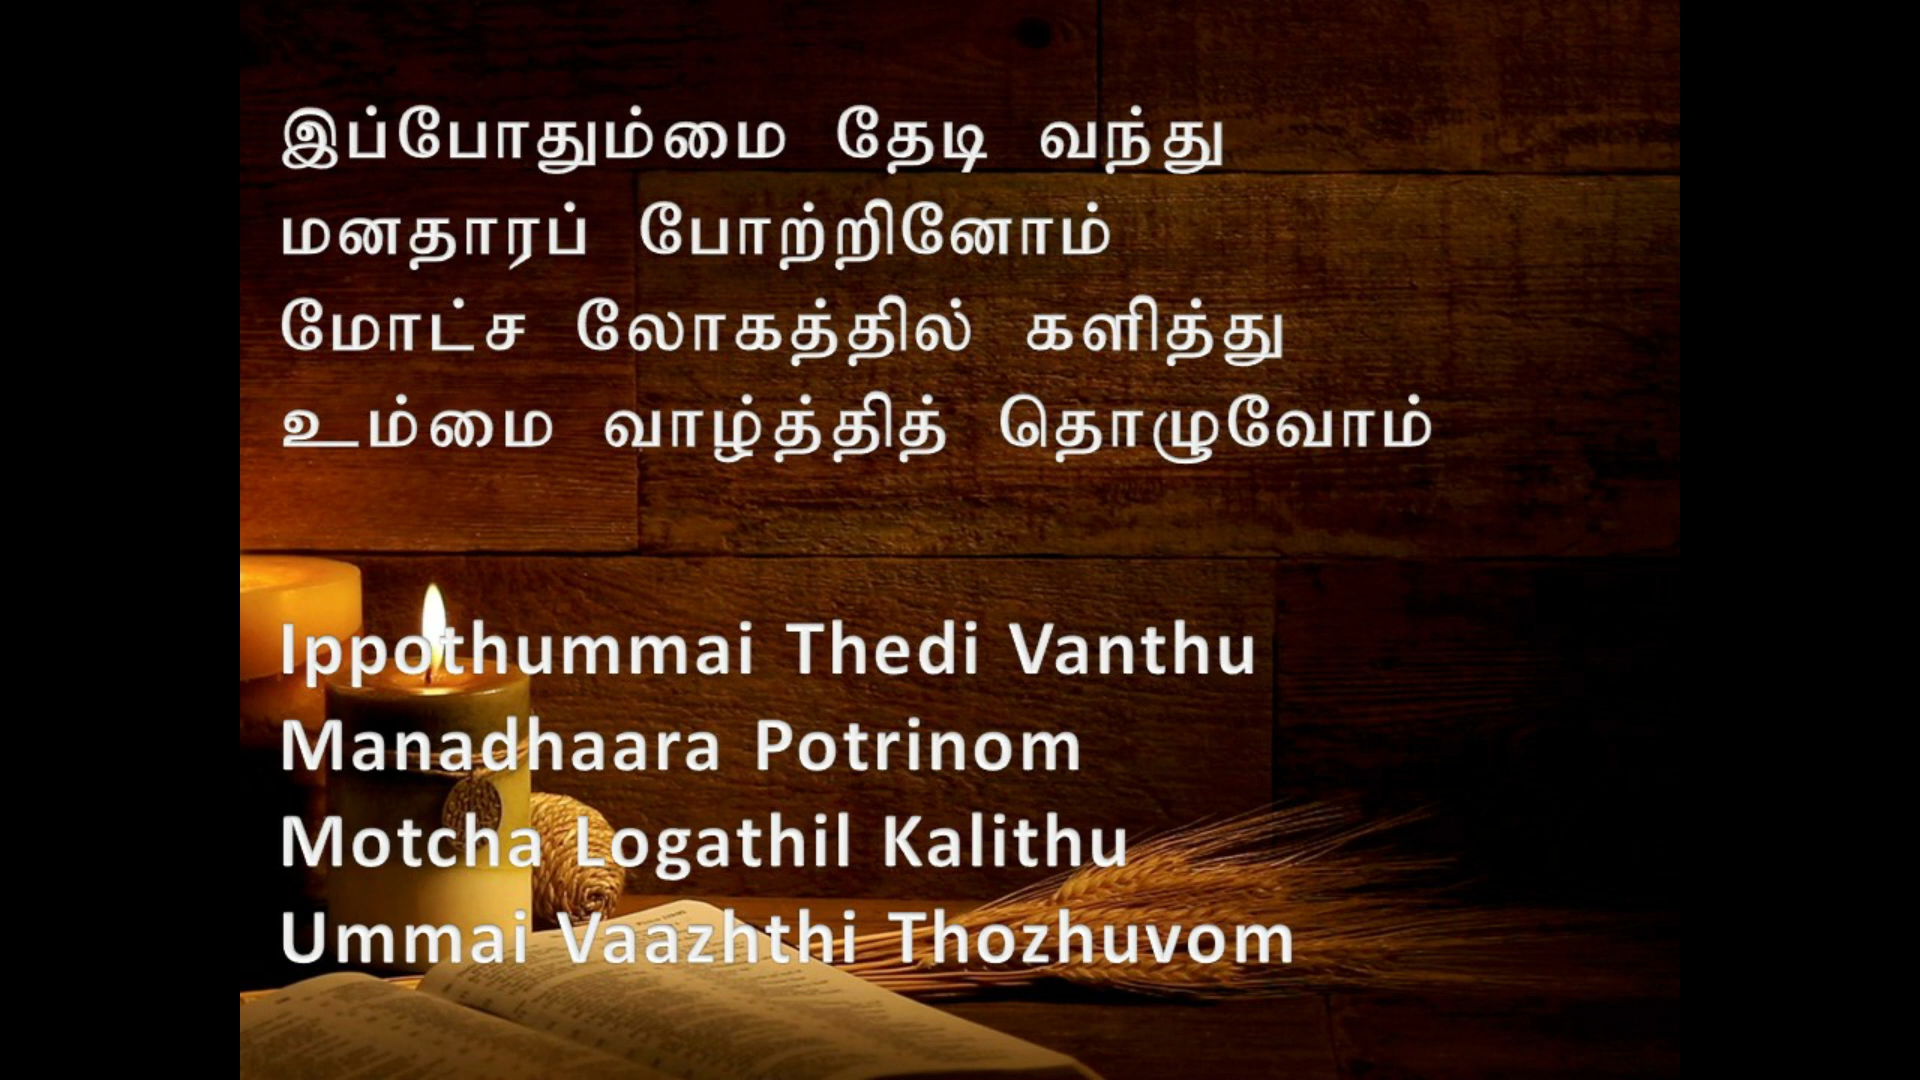 இப்போதும்மை தேடி வந்து
மனதாரப் போற்றினோம்
மோட்ச லோகத்தில் களித்து
உம்மை வாழ்த்தித் தொழுவோம்
Ippothummai Thedi Vanthu
Manadhaara Potrinom
Motcha Logathil Kalithu
Ummai Vaazhthi Thozhuvom